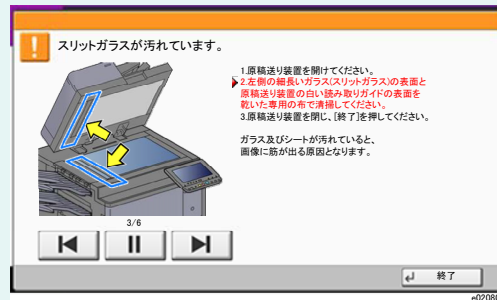 スリットガラスが汚れています。
1.原稿送り装置を開けてください。
2.左側の細長いガラス(スリットガラス)の表面と
原稿送り装置の白い読み取りガイドの表面を
乾いた専用の布で清掃してください。
3.原稿送り装置を閉じ、[終了]を押してください。
ガラス及びシートが汚れていると、
画像に筋が出る原因となります。
3/6
終了